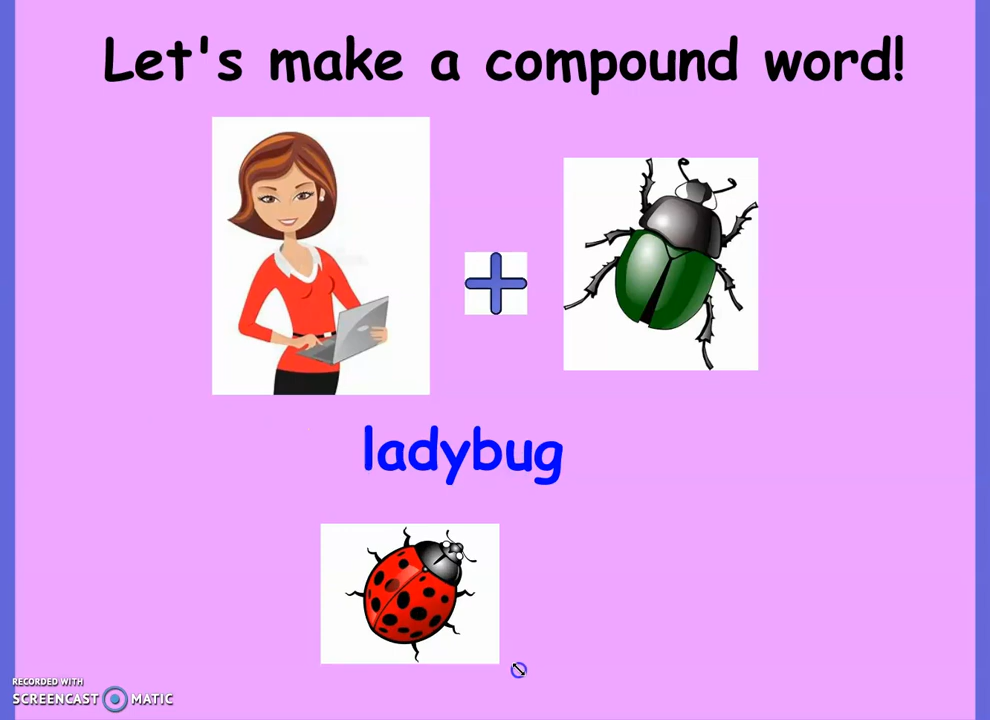 Let's make a compound word!
ladybug
RECORDED WITH
SCREENCAST MATIC